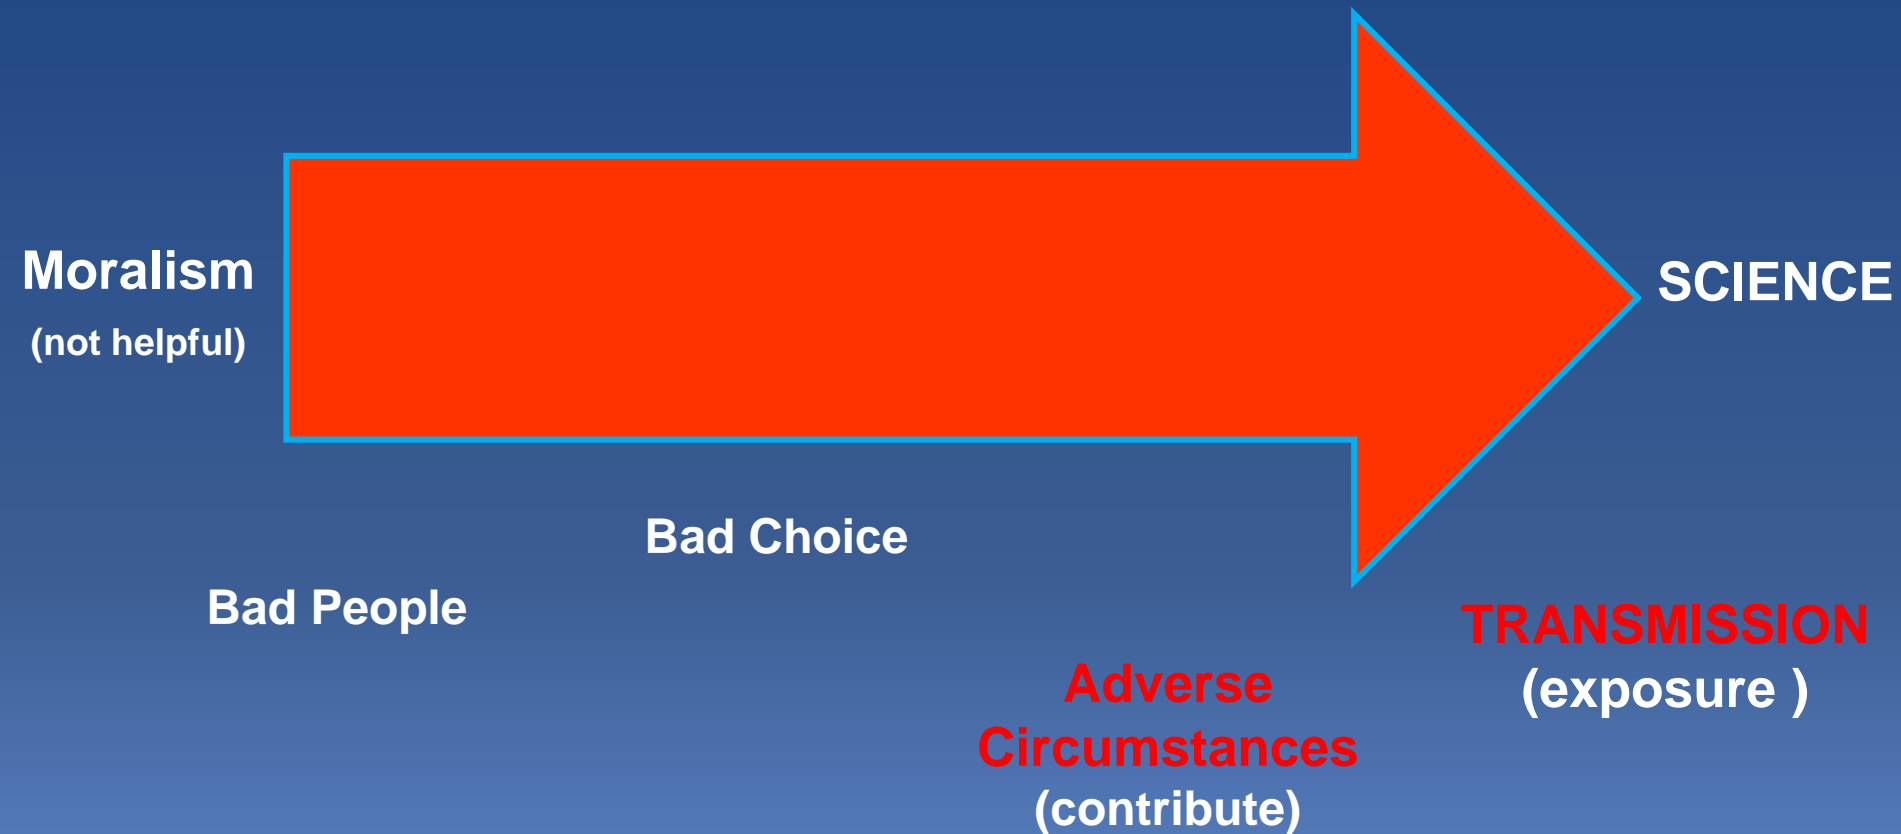 Moralism
(not helpful)
SCIENCE
Bad Choice
Bad People
TRANSMISSION
(exposure )
Adverse
Circumstances
(contribute)